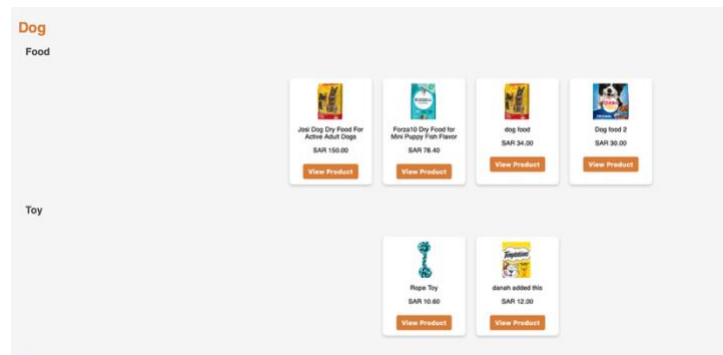 Dog
Food
Josi Dog Dry Food For
Active Adult Dogs
SAR 150.00
View Product
Forza10 Dry Food for
Mini Puppy Fish Flavor
SAR 78.40
View Product
dog food
SAR 34.00
View Product
Dog food 2
SAR 30.00
View Product
Toy
Rope Toy
SAR 10.60
View Product
Temptations
danah added this
SAR 12.00
View Product